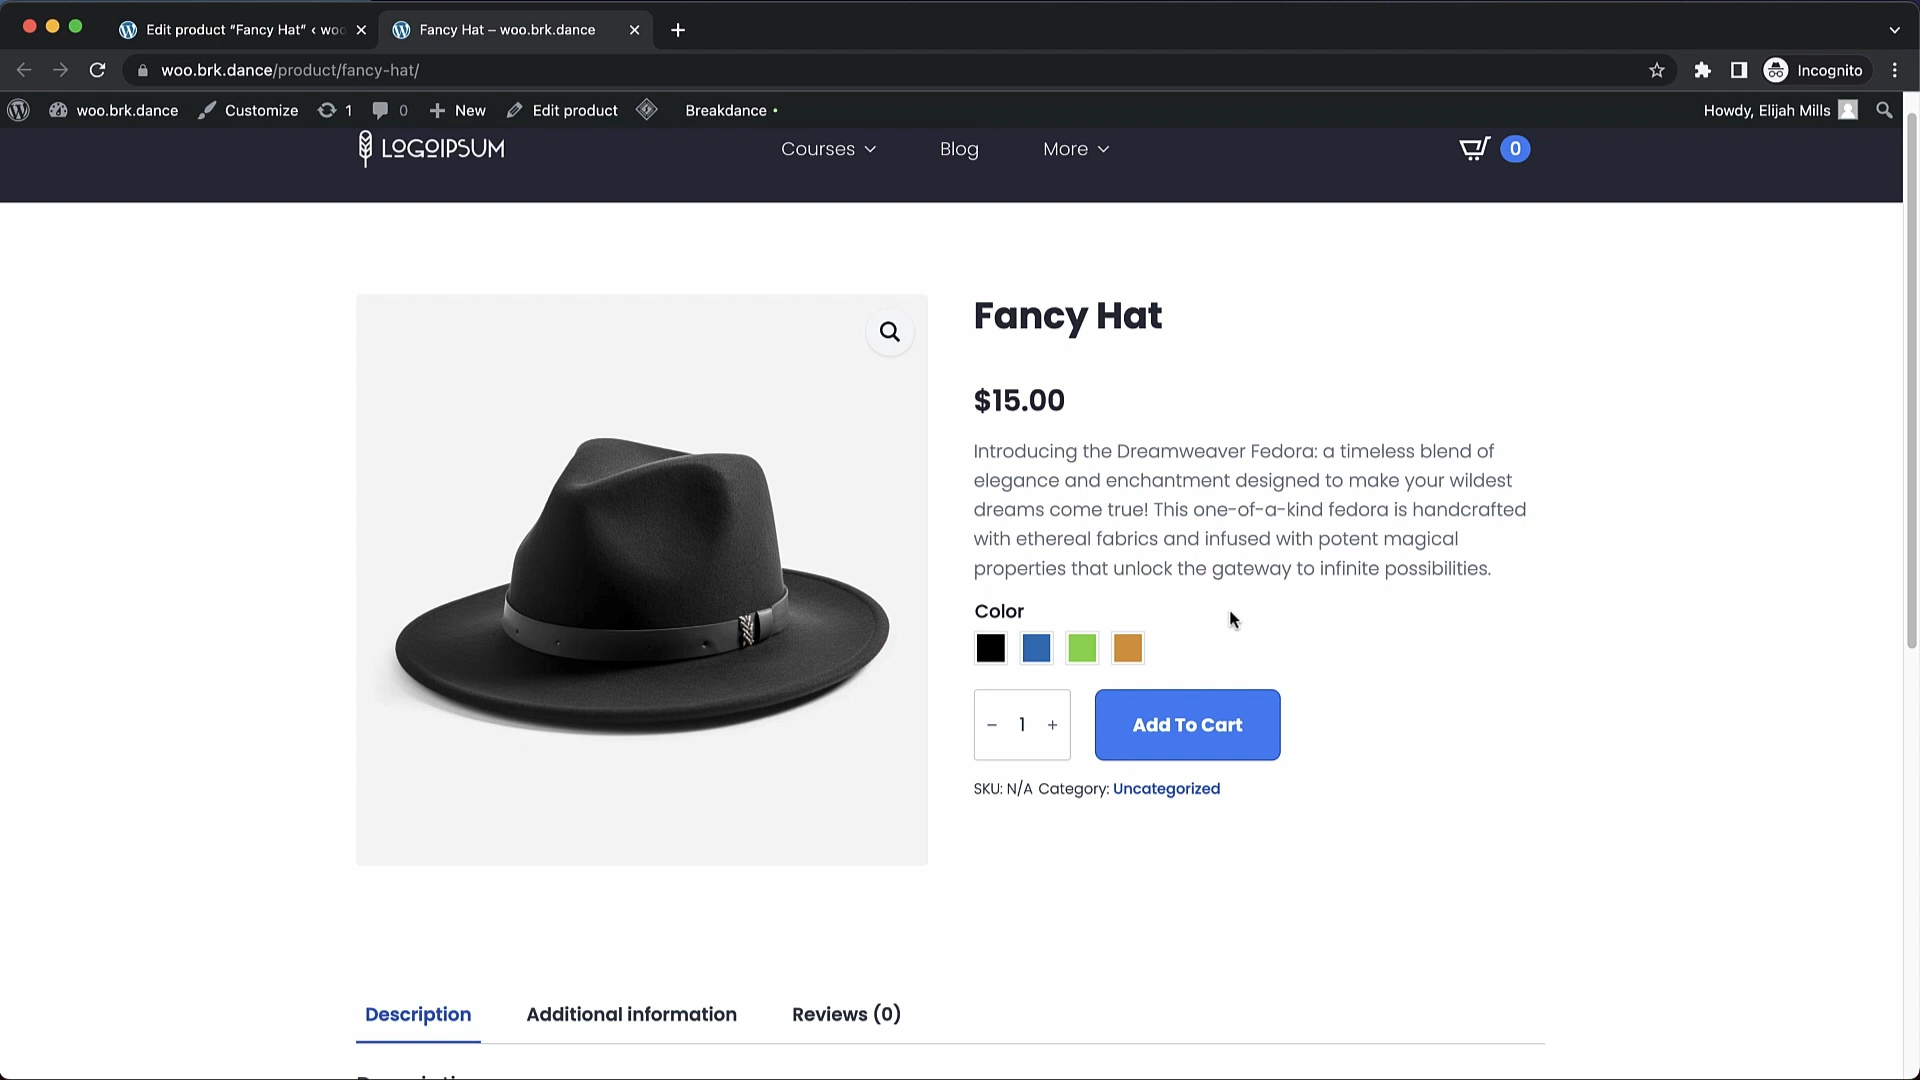 Edit product “Fancy Hat” ‹ woo
Fancy Hat – woo.brk.dance
woo.brk.dance/product/fancy-hat/
Incognito
woo.brk.dance
Customize
1
0
New
Edit product
Breakdance
Howdy, Elijah Mills
LOGOIPSUM
Courses
Blog
More
0
Fancy Hat
$15.00
Introducing the Dreamweaver Fedora: a timeless blend of
elegance and enchantment designed to make your wildest
dreams come true! This one-of-a-kind fedora is handcrafted
with ethereal fabrics and infused with potent magical
properties that unlock the gateway to infinite possibilities.
Color
− 1 +
Add To Cart
SKU: N/A Category: Uncategorized
Description
Additional information
Reviews (0)